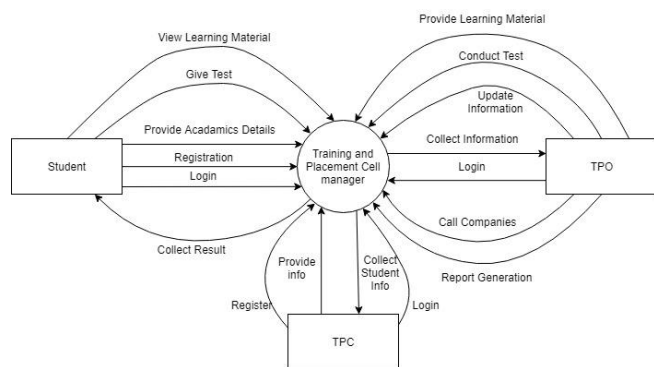 Provide Learning Material
View Learning Material
Conduct Test
Give Test
Update
Information
Provide Acadamics Details
Collect Information
Student
Registration
Training and
Placement Cell
manager
TPO
Login
Login
Call Companies
Collect Result
Provide
info
Collect
Student
Info
Report Generation
Register
Login
TPC